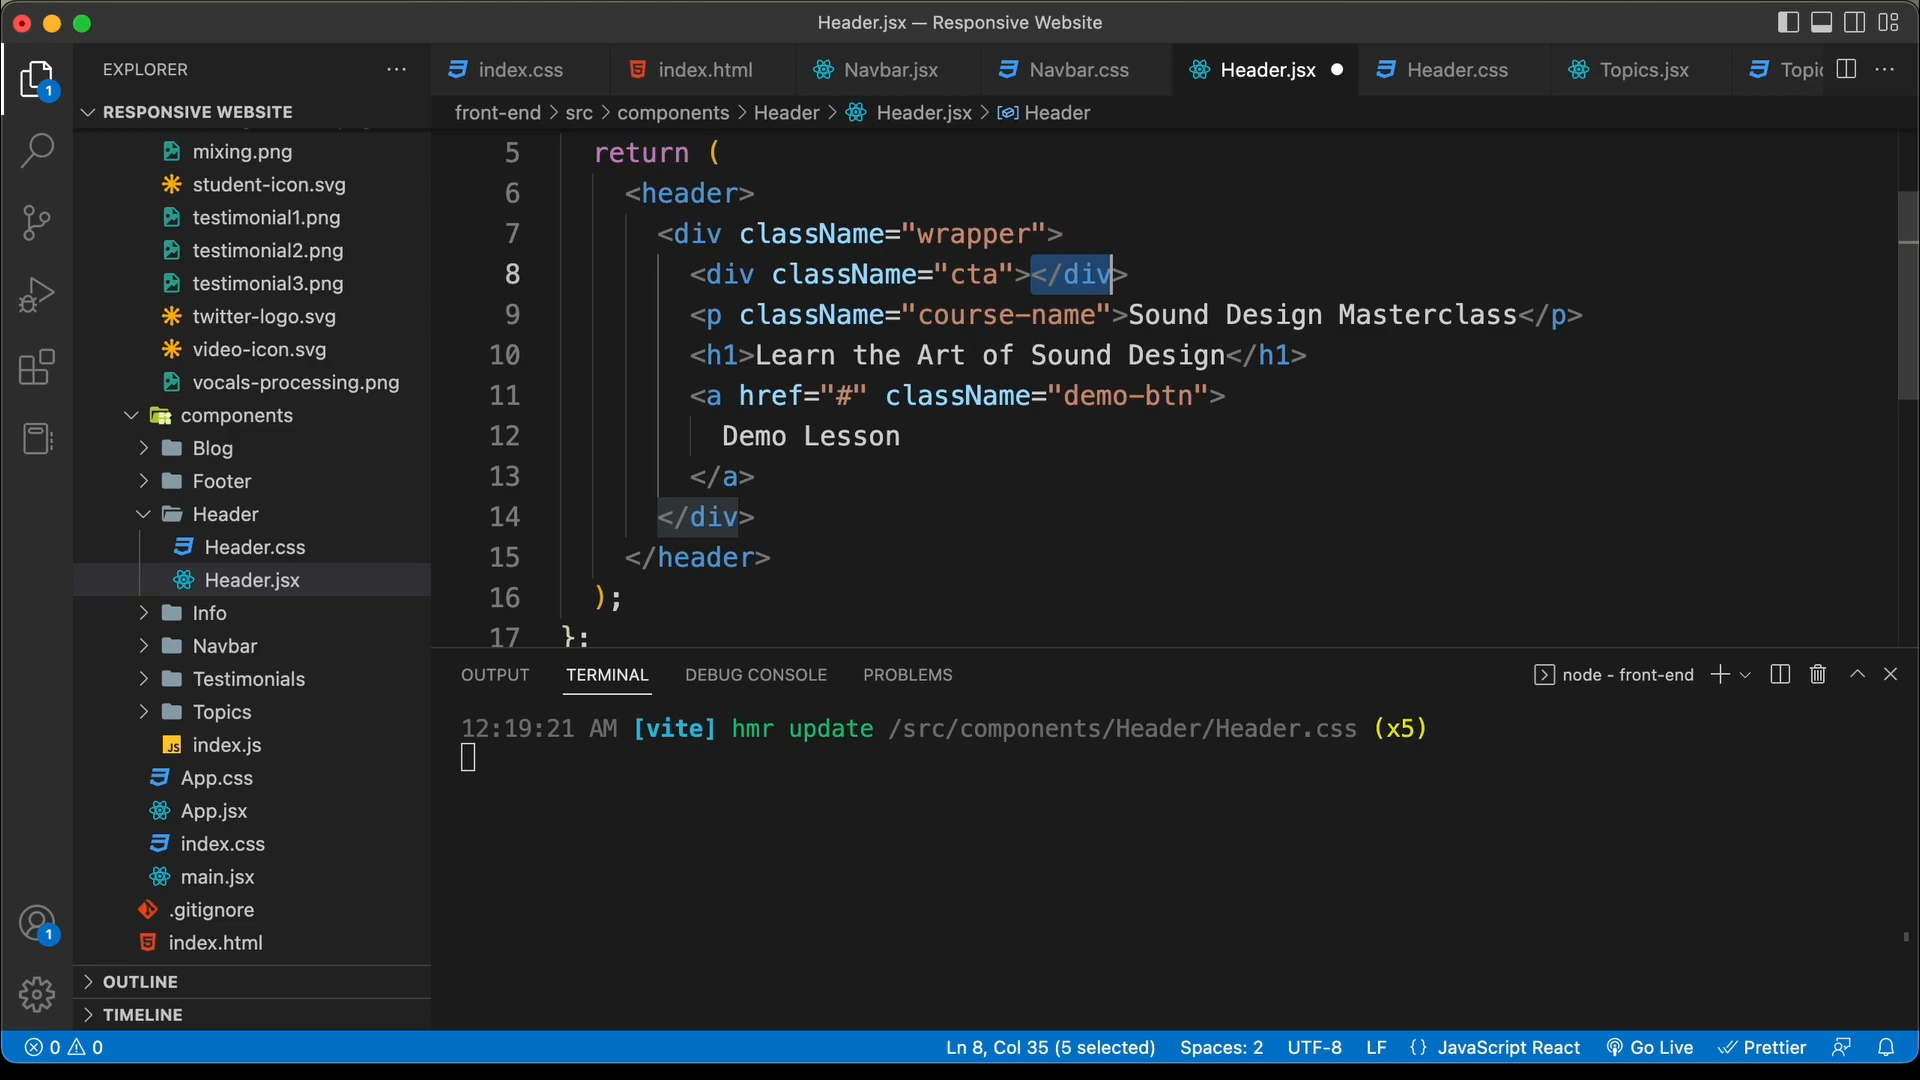 Header.jsx — Responsive Website
EXPLORER
RESPONSIVE WEBSITE
mixing.png
student-icon.svg
testimonial1.png
testimonial2.png
testimonial3.png
twitter-logo.svg
video-icon.svg
vocals-processing.png
components
Blog
Footer
Header
Header.css
Header.jsx
Info
Navbar
Testimonials
Topics
index.js
App.css
App.jsx
index.css
main.jsx
.gitignore
index.html
OUTLINE
TIMELINE
1
1
index.css
index.html
Navbar.jsx
Navbar.css
Header.jsx
Header.css
Topics.jsx
Topic
front-end > src > components > Header > Header.jsx > Header
5 return (
6 <header>
7 <div className="wrapper">
8 <div className="cta"></div>
9 <p className="course-name">Sound Design Masterclass</p>
10 <h1>Learn the Art of Sound Design</h1>
11 <a href="#" className="demo-btn">
12 Demo Lesson
13 </a>
14 </div>
15 </header>
16 );
17 };
OUTPUT TERMINAL DEBUG CONSOLE PROBLEMS
node - front-end
12:19:21 AM [vite] hmr update /src/components/Header/Header.css (x5)
0 0
Ln 8, Col 35 (5 selected) Spaces: 2 UTF-8 LF {} JavaScript React Go Live Prettier